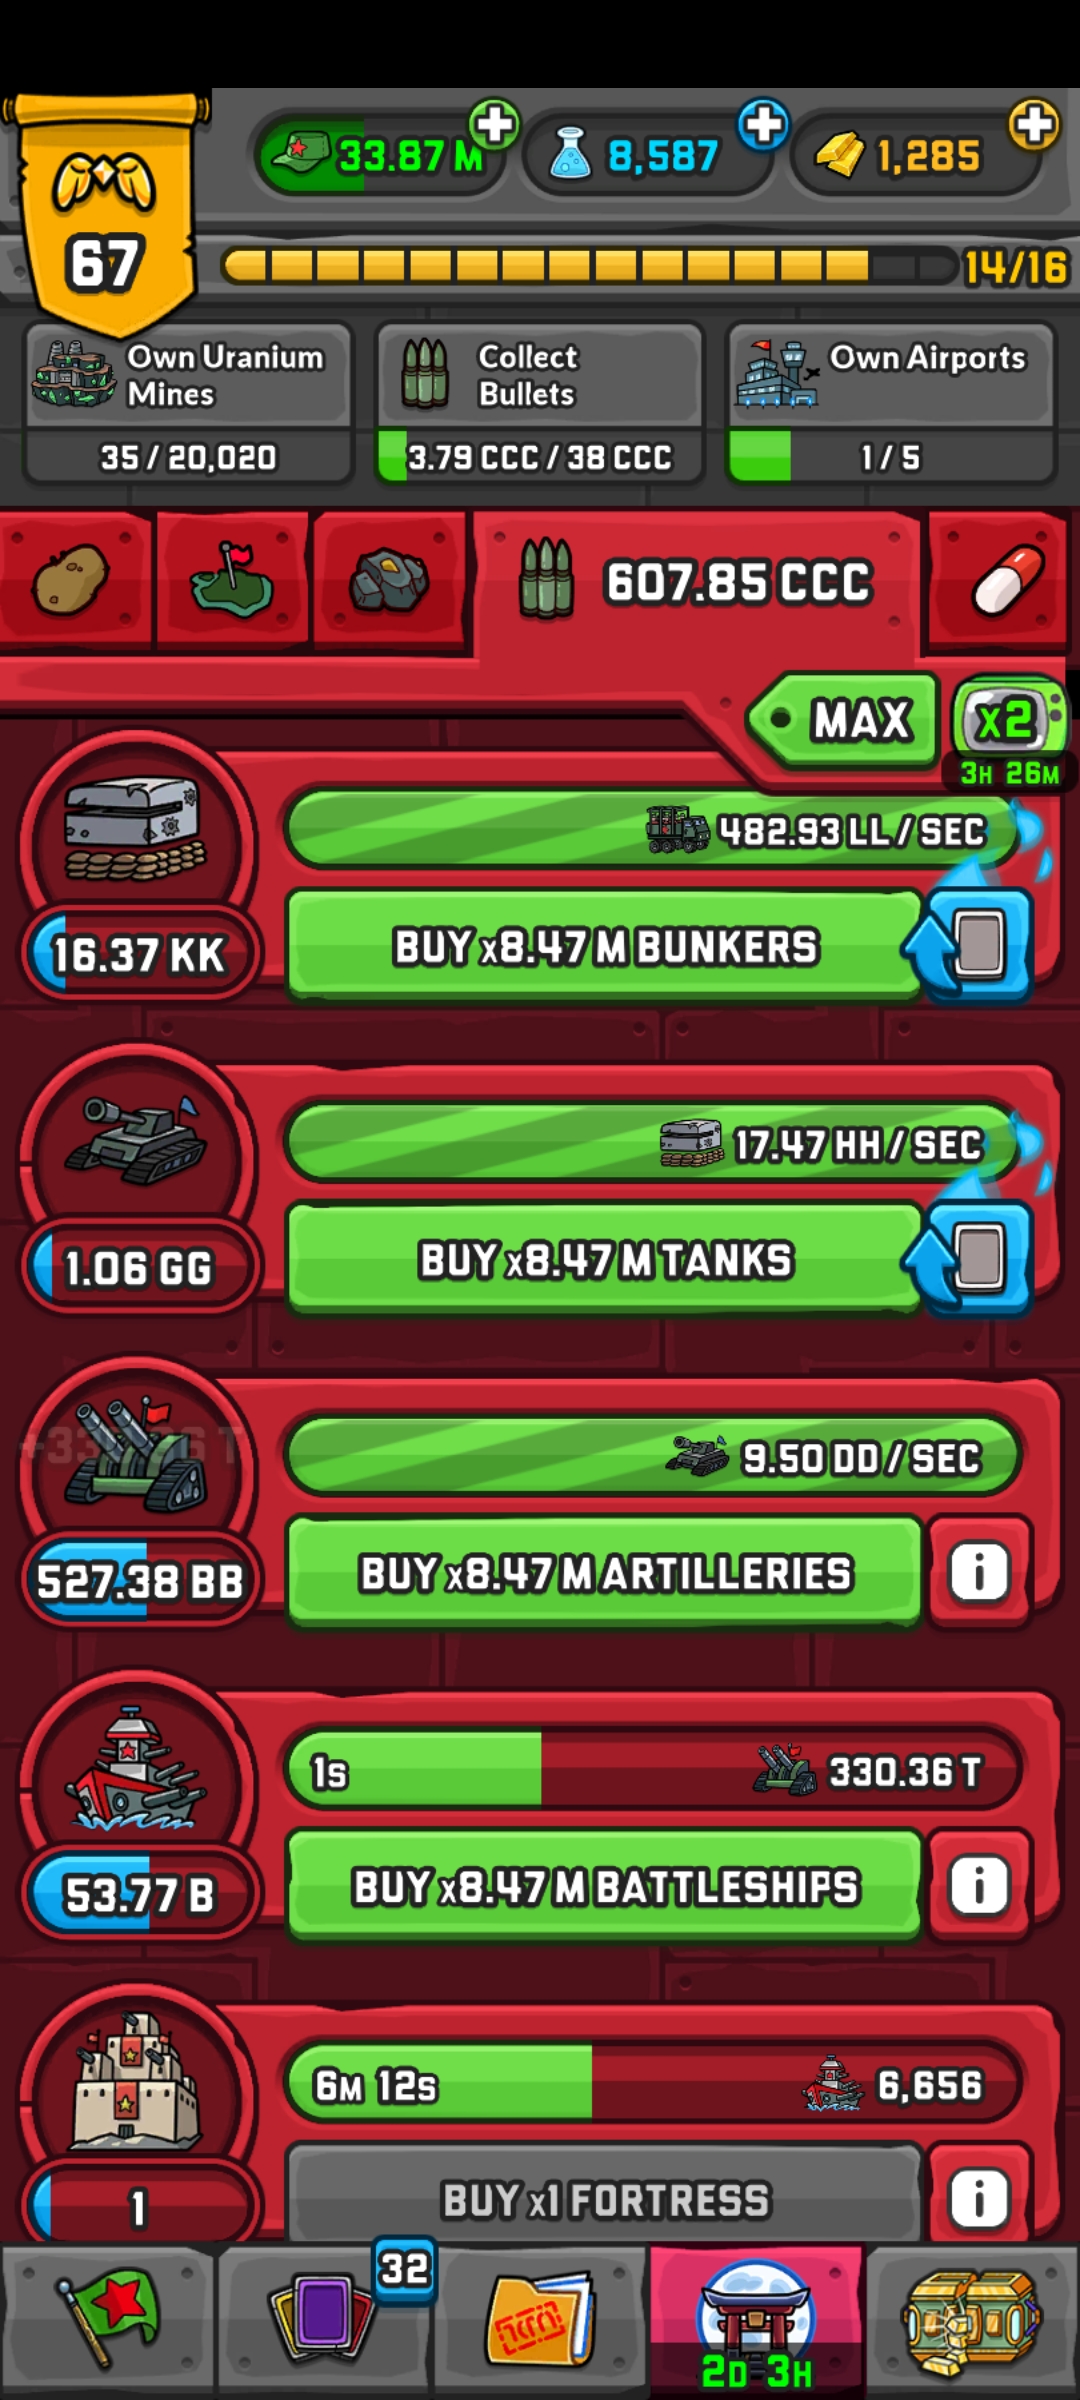 33.87 M
8,587
1,285
67
14/16
Own Uranium
Mines
35 / 20,020
Collect
Bullets
3.79 CCC / 38 CCC
Own Airports
1 / 5
607.85 CCC
MAX
x2
3H 26M
482.93 LL / SEC
16.37 KK
BUY x8.47 M BUNKERS
17.47 HH / SEC
1.06 GG
BUY x8.47 M TANKS
9.50 DD / SEC
527.38 BB
BUY x8.47 M ARTILLERIES
i
1s
330.36 T
53.77 B
BUY x8.47 M BATTLESHIPS
i
6M 12s
6,656
1
BUY x1 FORTRESS
i
32
2D 3H